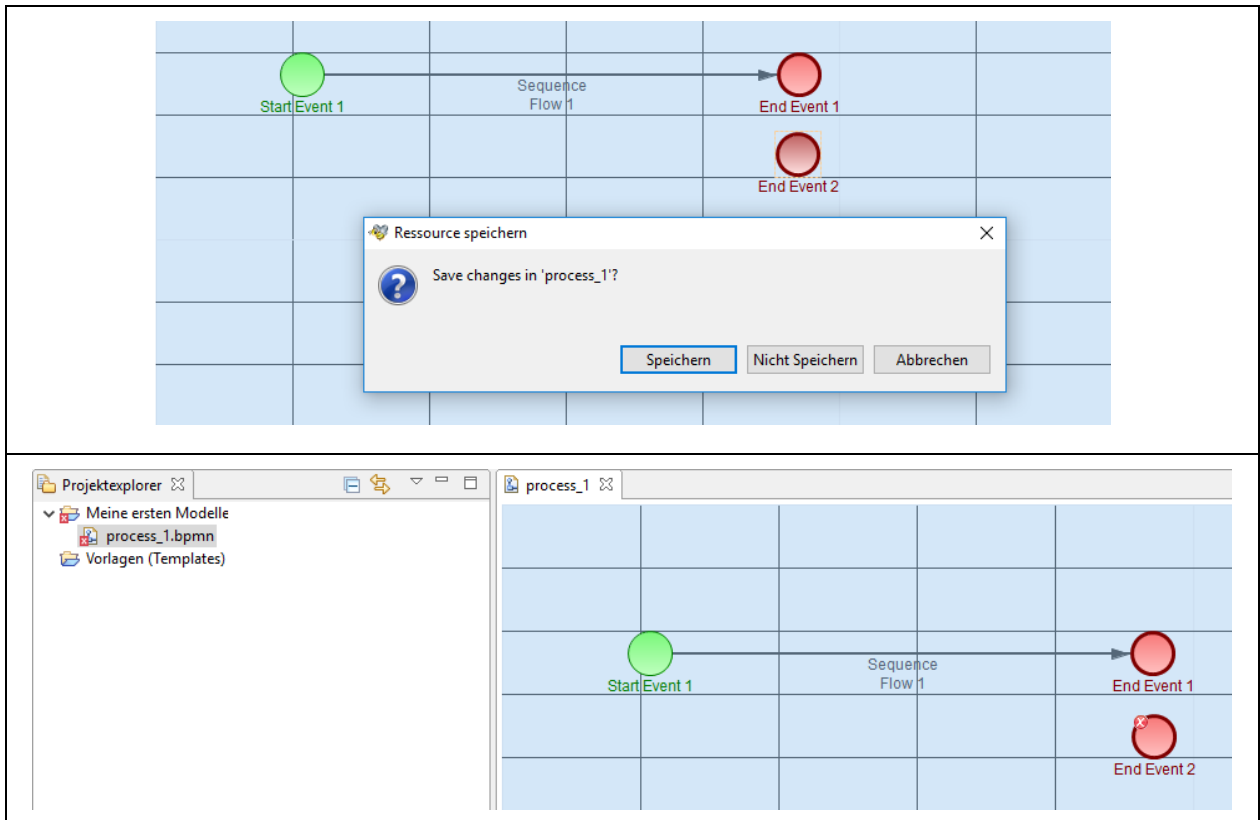 Sequence
Flow 1
Start Event 1
End Event 1
End Event 2
Ressource speichern
Save changes in 'process_1'?
Speichern
Nicht Speichern
Abbrechen
Projektexplorer
process_1
Meine ersten Modelle
process_1.bpmn
Vorlagen (Templates)
Sequence
Flow 1
Start Event 1
End Event 1
End Event 2